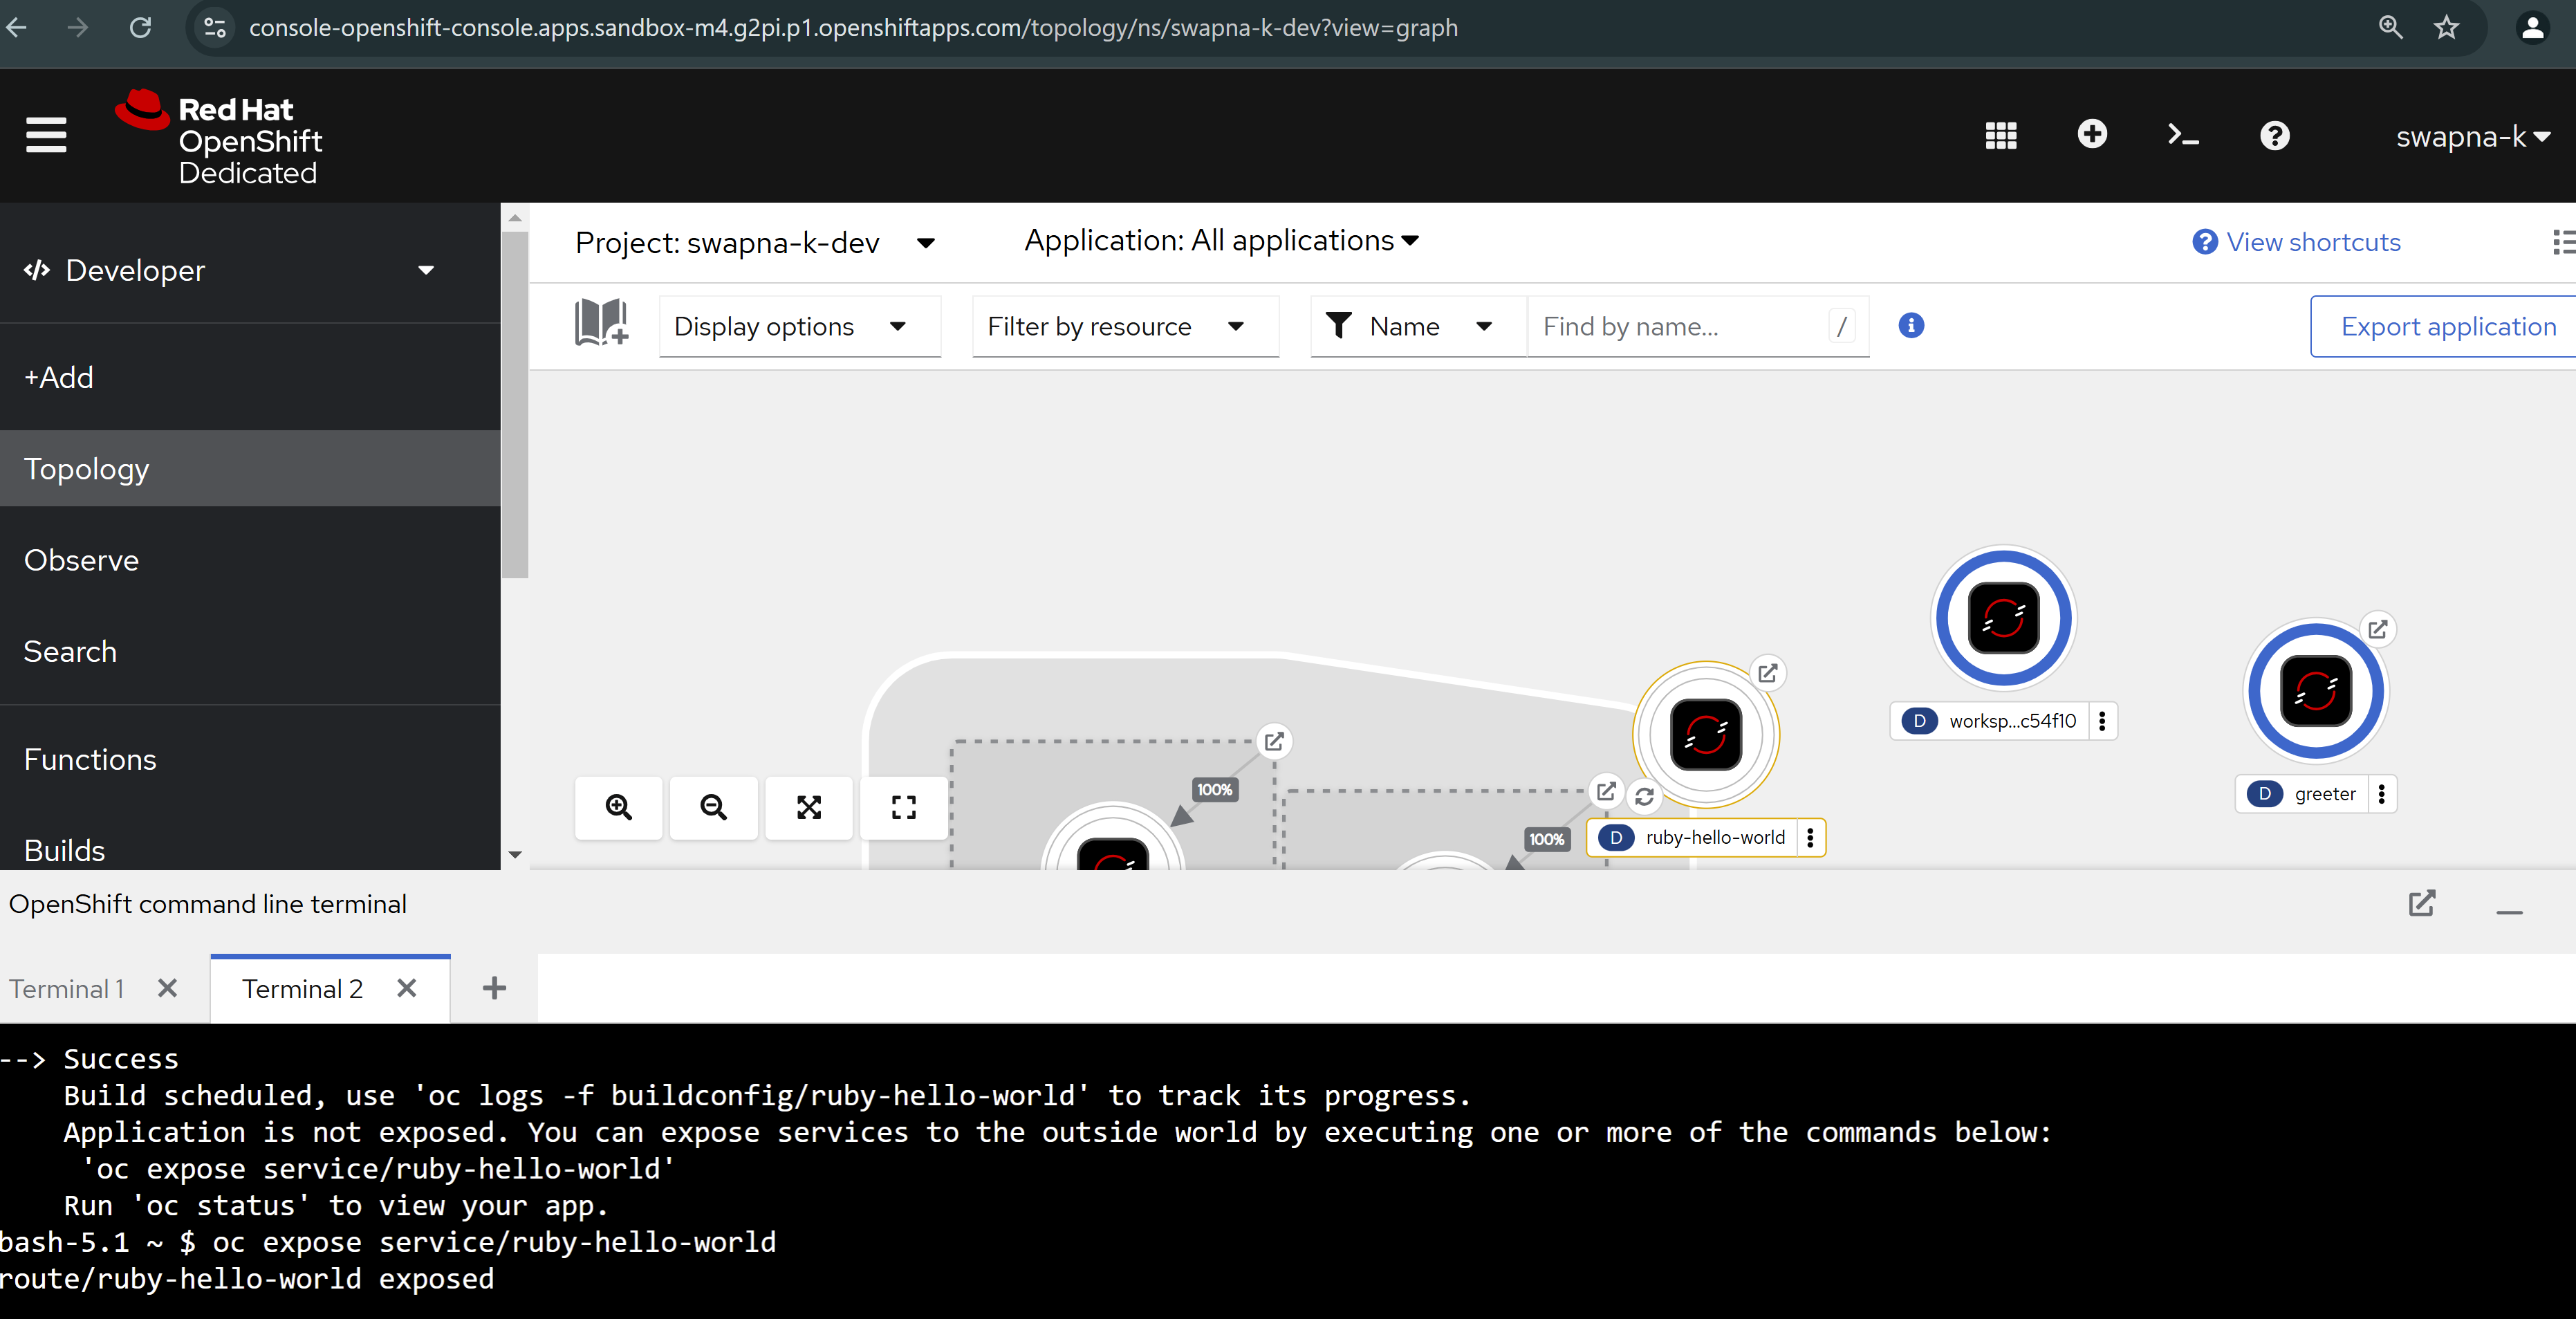 console-openshift-console.apps.sandbox-m4.g2pi.p1.openshiftapps.com/topology/ns/swapna-k-dev?view=graph
Red Hat
OpenShift
Dedicated
swapna-k
Developer
+Add
Topology
Observe
Search
Functions
Builds
Project: swapna-k-dev
Application: All applications
View shortcuts
Display options
Filter by resource
Name
Find by name...
/
Export application
100%
100%
D ruby-hello-world
D worksp...c54f10
D greeter
OpenShift command line terminal
Terminal 1
Terminal 2
--> Success
Build scheduled, use 'oc logs -f buildconfig/ruby-hello-world' to track its progress.
Application is not exposed. You can expose services to the outside world by executing one or more of the commands below:
'oc expose service/ruby-hello-world'
Run 'oc status' to view your app.
bash-5.1 ~ $ oc expose service/ruby-hello-world
route/ruby-hello-world exposed